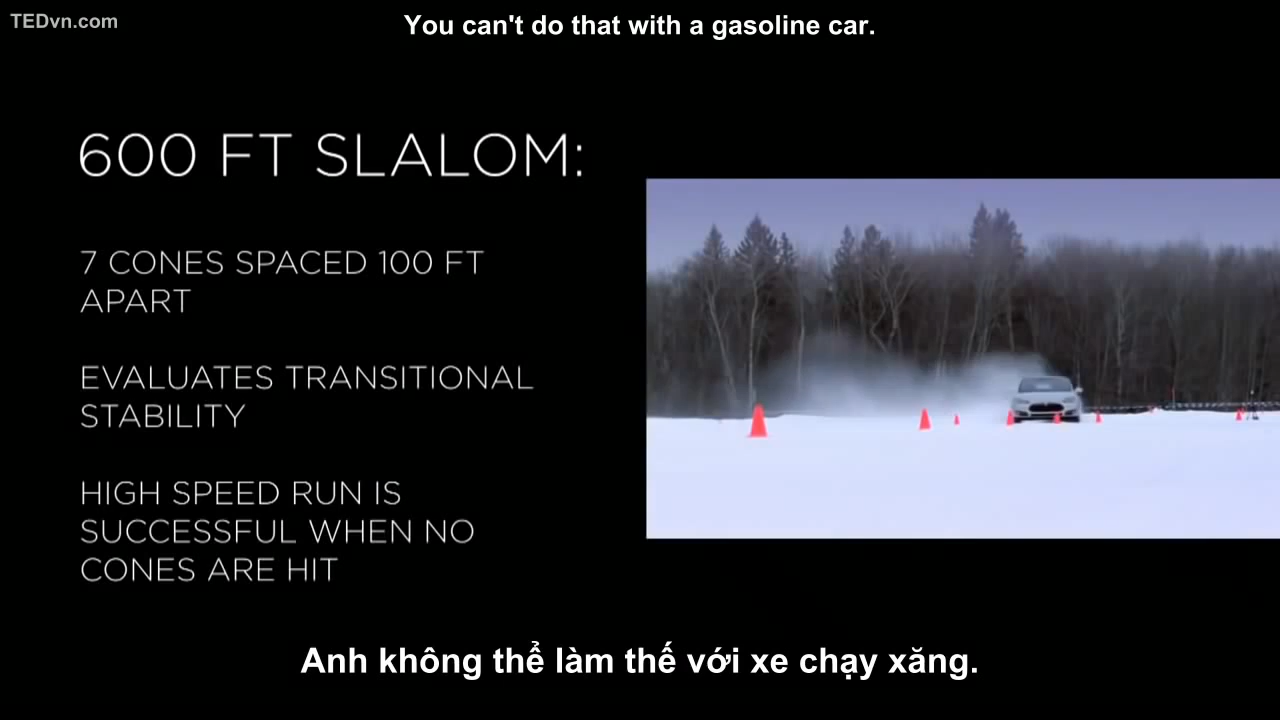 TEDvn.com
You can't do that with a gasoline car.
600 FT SLALOM:
7 CONES SPACED 100 FT
APART
EVALUATES TRANSITIONAL
STABILITY
HIGH SPEED RUN IS
SUCCESSFUL WHEN NO
CONES ARE HIT
Anh không thể làm thế với xe chạy xăng.